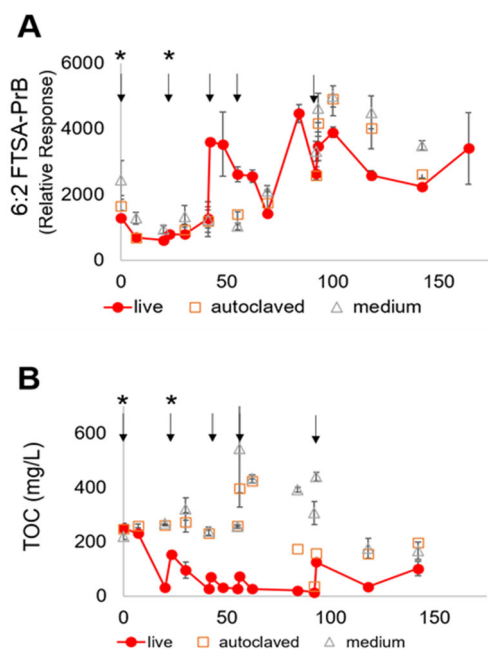 A
6:2 FTSA-PrB
(Relative Response)
6000
4000
2000
0
* *
0 50 100 150
live autoclaved medium
B
TOC (mg/L)
600
400
200
0
* *
0 50 100 150
live autoclaved medium